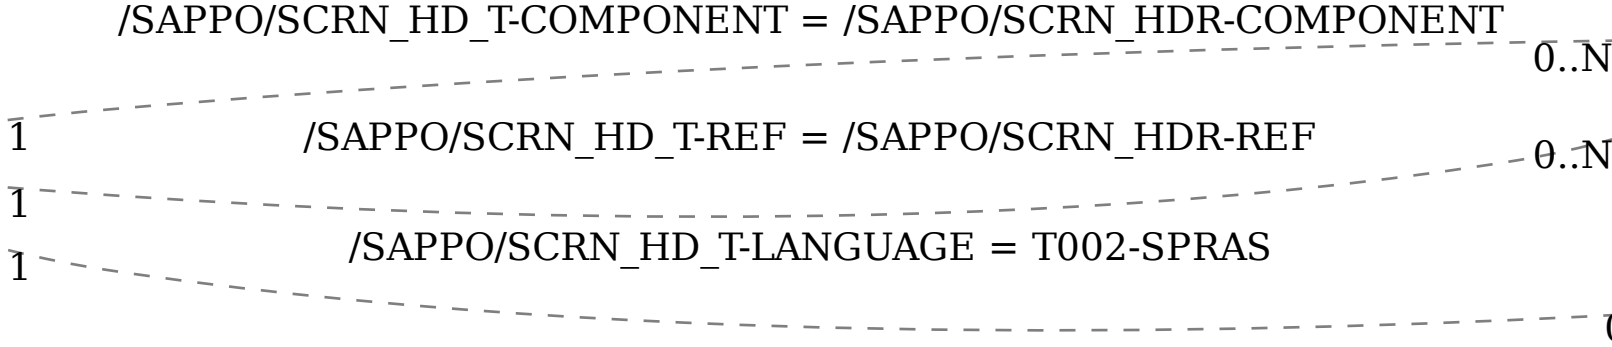 /SAPPO/SCRN_HD_T-COMPONENT = /SAPPO/SCRN_HDR-COMPONENT
0..N
1
/SAPPO/SCRN_HD_T-REF = /SAPPO/SCRN_HDR-REF
0..N
1
/SAPPO/SCRN_HD_T-LANGUAGE = T002-SPRAS
1